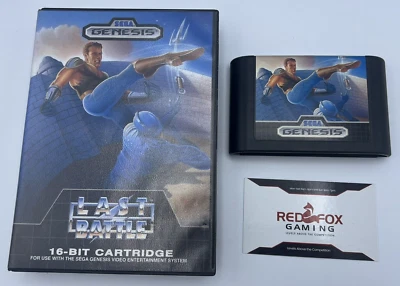 SEGA
GENESIS
LAST
BATTLE
16-BIT CARTRIDGE
FOR USE WITH THE SEGA GENESIS VIDEO ENTERTAINMENT SYSTEM
SEGA
GENESIS
RED FOX
GAMING